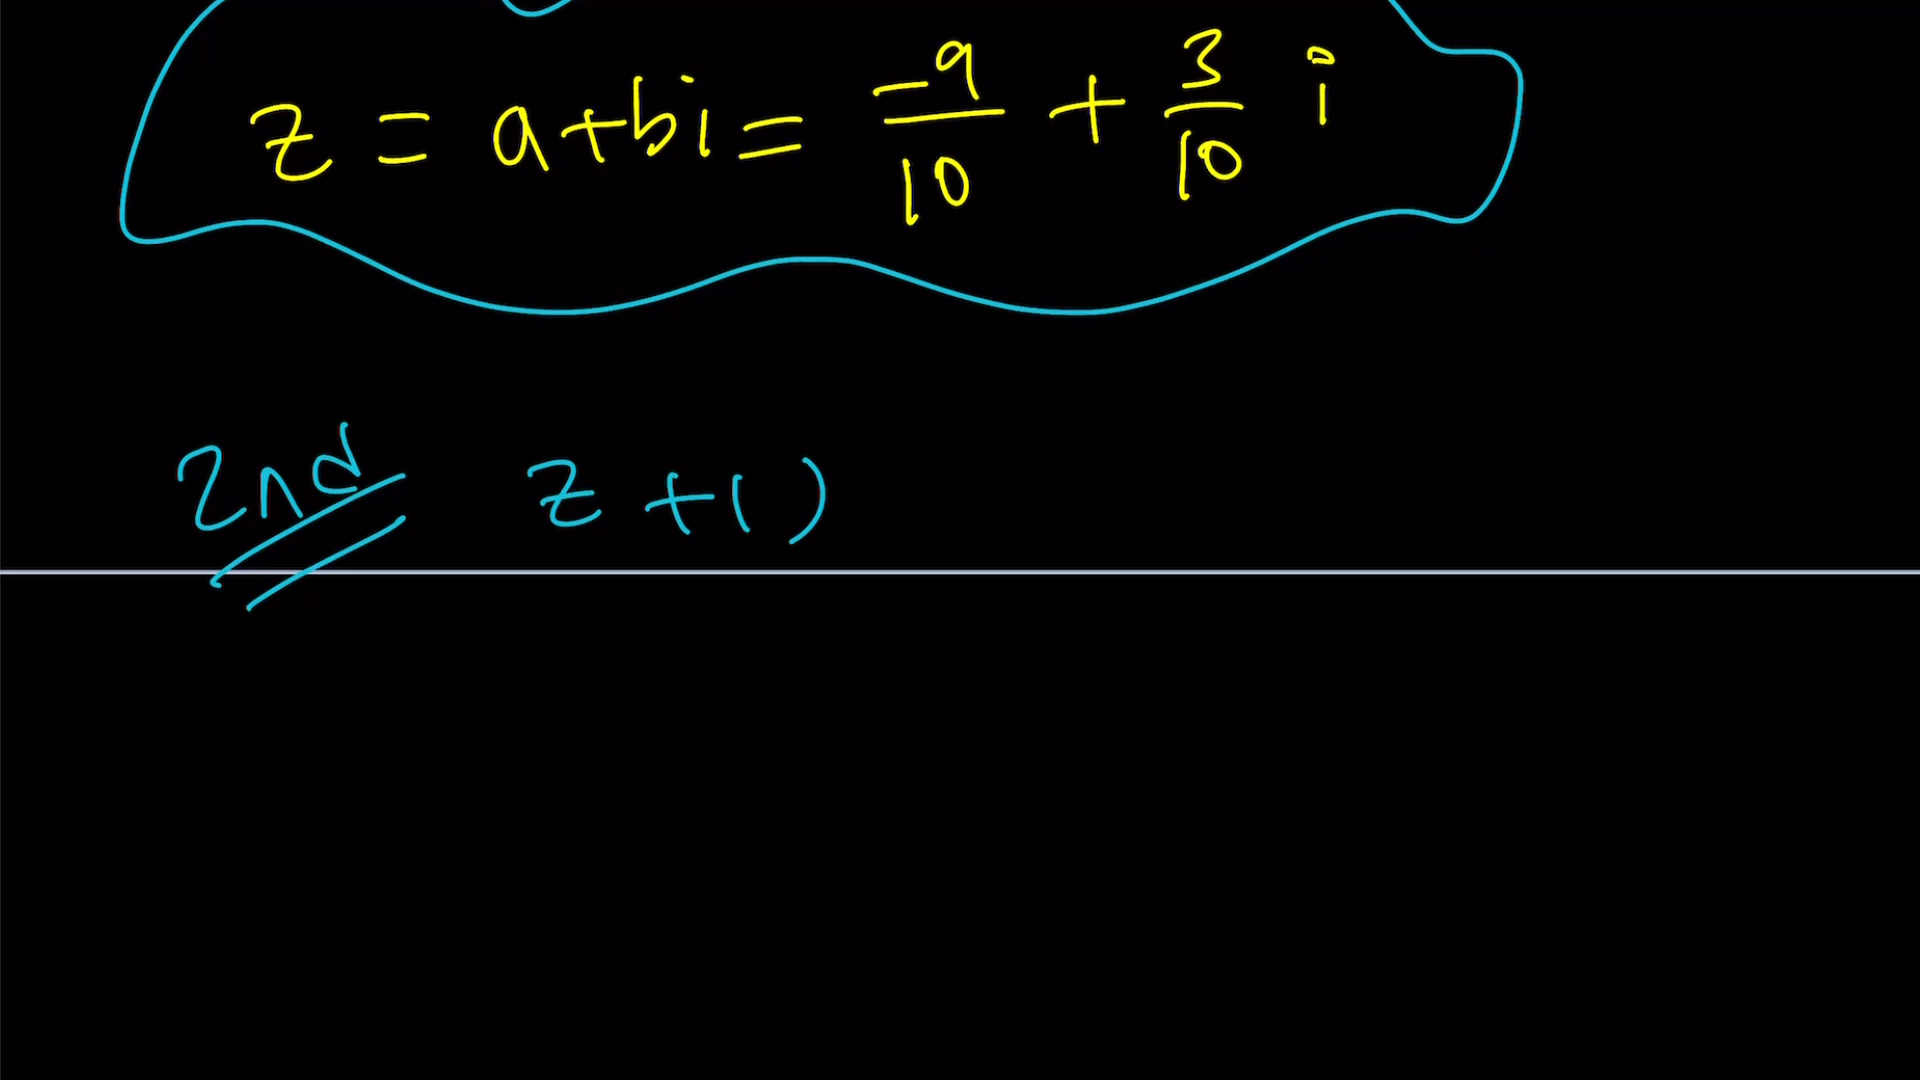 z = a+bi = -9/10 + 3/10 i
2nd z+1)